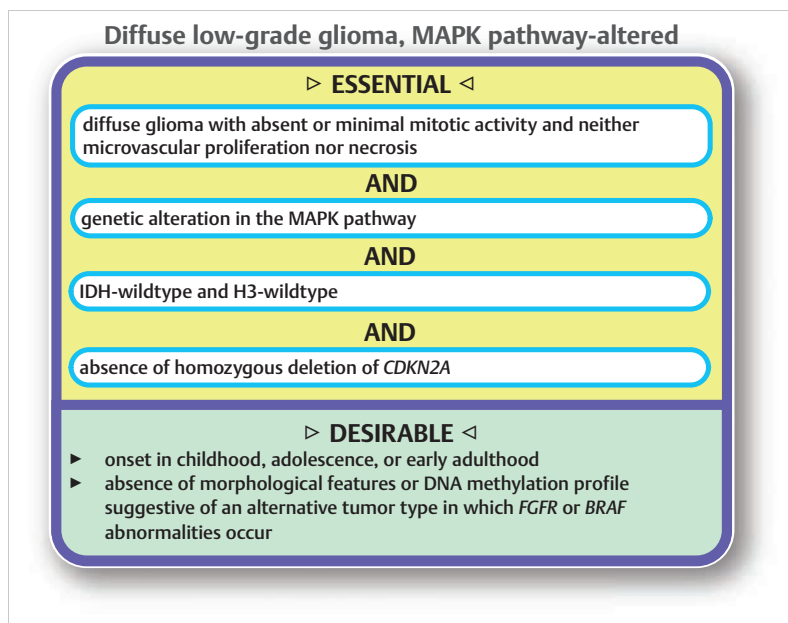 Diffuse low-grade glioma, MAPK pathway-altered
▷ ESSENTIAL ◁
diffuse glioma with absent or minimal mitotic activity and neither
microvascular proliferation nor necrosis
AND
genetic alteration in the MAPK pathway
AND
IDH-wildtype and H3-wildtype
AND
absence of homozygous deletion of CDKN2A
▷ DESIRABLE ◁
► onset in childhood, adolescence, or early adulthood
► absence of morphological features or DNA methylation profile
suggestive of an alternative tumor type in which FGFR or BRAF
abnormalities occur